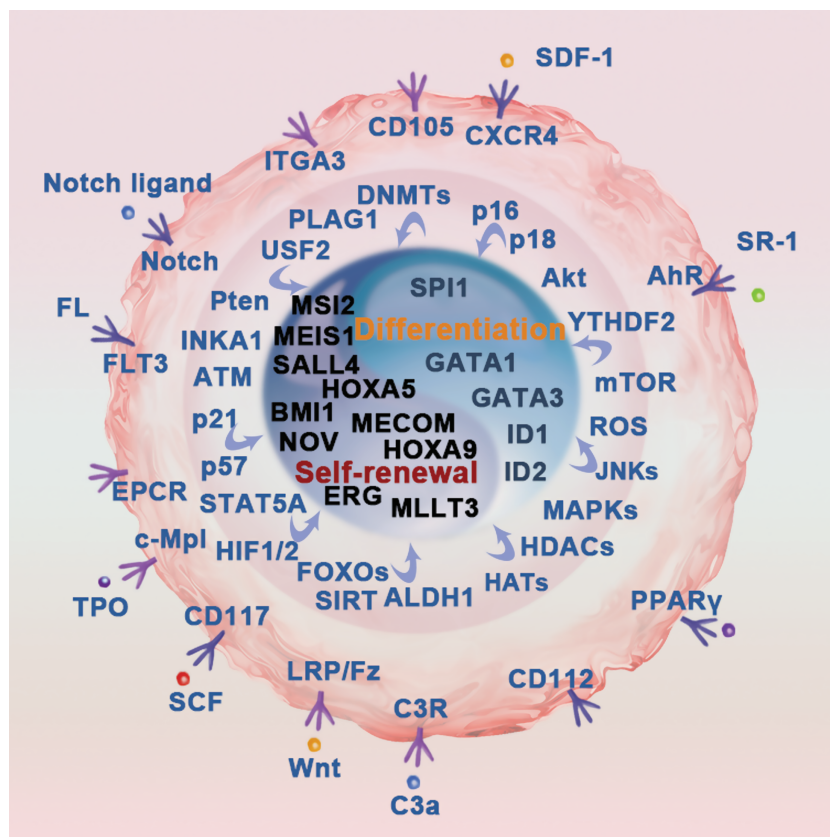 SDF-1
CD105
CXCR4
ITGA3
Notch ligand
DNMTs
PLAG1
p16
p18
USF2
SR-1
Notch
AhR
SPI1
Akt
Pten
MSI2
FL
YTHDF2
Differentiation
INKA1
MEIS1
FLT3
SALL4
GATA1
ATM
HOXA5
GATA3
mTOR
p21
BMI1
MECOM
ROS
ID1
NOV
HOXA9
p57
Self-renewal
ID2
JNKs
EPCR
STAT5A
ERG
MLLT3
MAPKs
c-Mpl
HIF1/2
HDACs
FOXOs
HATs
TPO
SIRT
ALDH1
PPARγ
CD117
LRP/Fz
CD112
SCF
C3R
Wnt
C3a